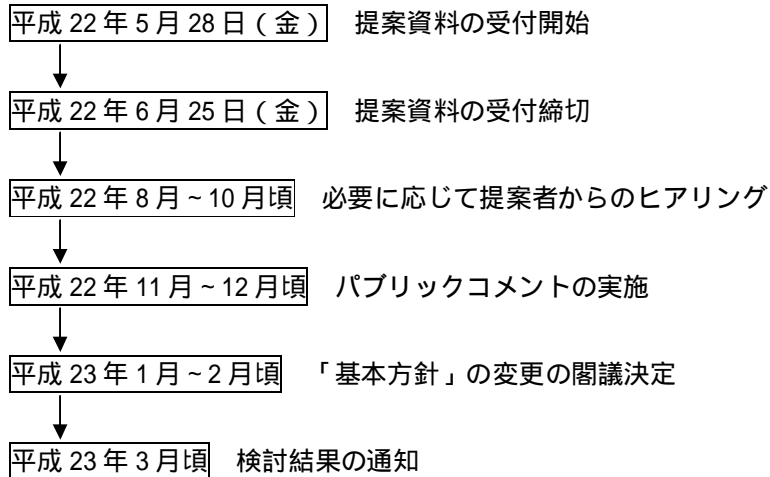 平成 22 年 5 月 28 日(金) 提案資料の受付開始
平成 22 年 6 月 25 日(金) 提案資料の受付締切
平成 22 年 8 月~10 月頃 必要に応じて提案者からのヒアリング
平成 22 年 11 月~12 月頃 パブリックコメントの実施
平成 23 年 1 月~2 月頃 「基本方針」の変更の閣議決定
平成 23 年 3 月頃 検討結果の通知